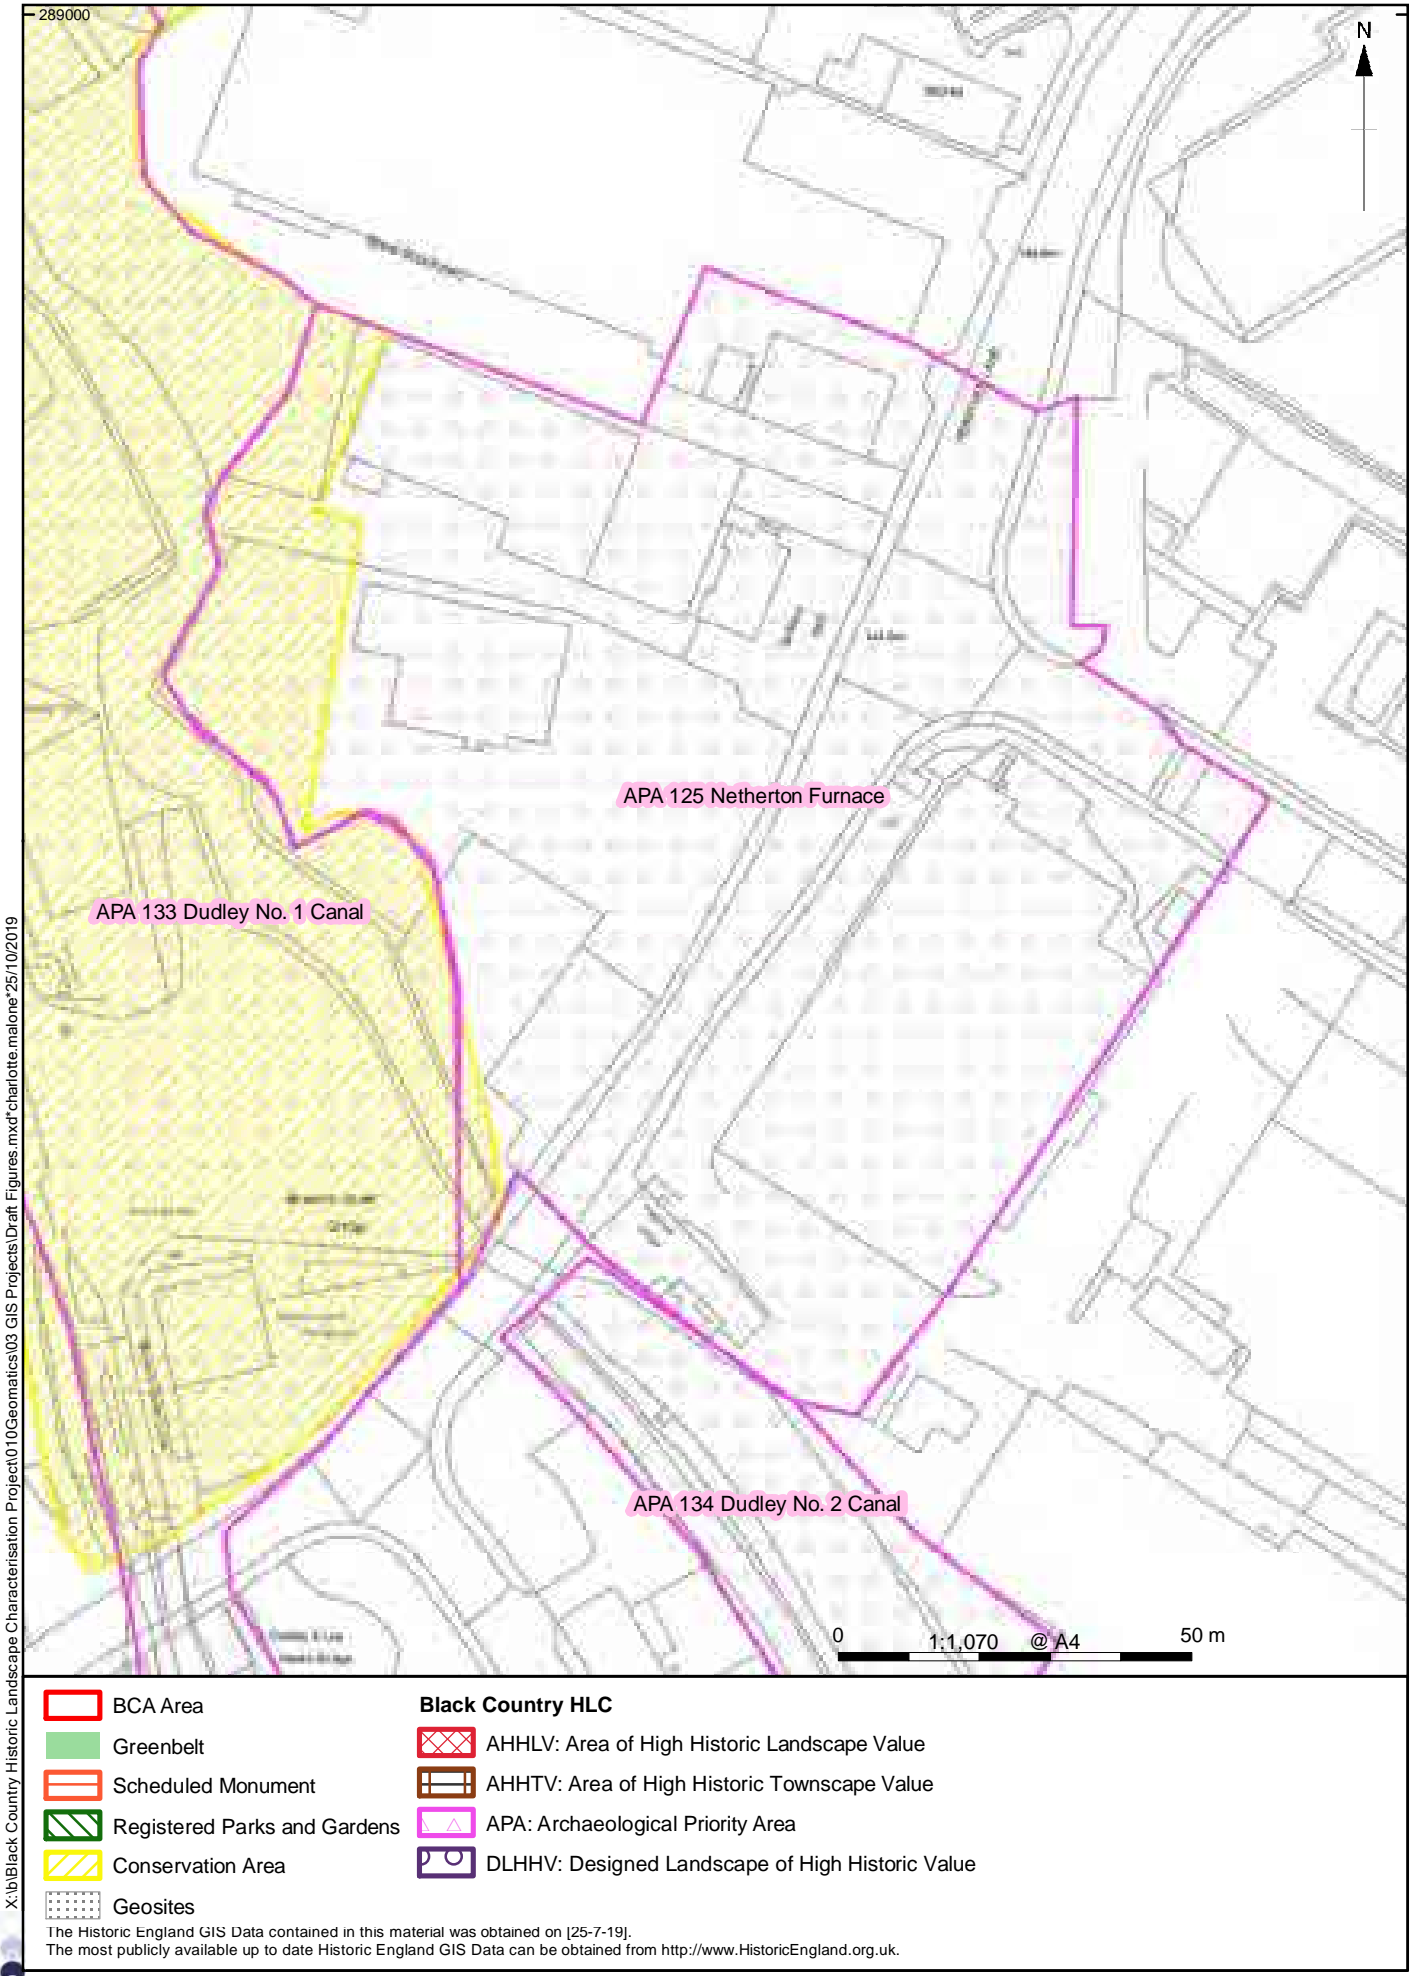 289000
N
APA 125 Netherton Furnace
APA 133 Dudley No. 1 Canal
APA 134 Dudley No. 2 Canal
0 1:1,070 @ A4 50 m
X:\b\Black Country Historic Landscape Characterisation Project\010Geomatics\03 GIS Projects\Draft Figures.mxd*charlotte.malone*25/10/2019
BCA Area
Greenbelt
Scheduled Monument
Registered Parks and Gardens
Conservation Area
Geosites
Black Country HLC
AHHLV: Area of High Historic Landscape Value
AHHTV: Area of High Historic Townscape Value
APA: Archaeological Priority Area
DLHHV: Designed Landscape of High Historic Value
The Historic England GIS Data contained in this material was obtained on [25-7-19].
The most publicly available up to date Historic England GIS Data can be obtained from http://www.HistoricEngland.org.uk.